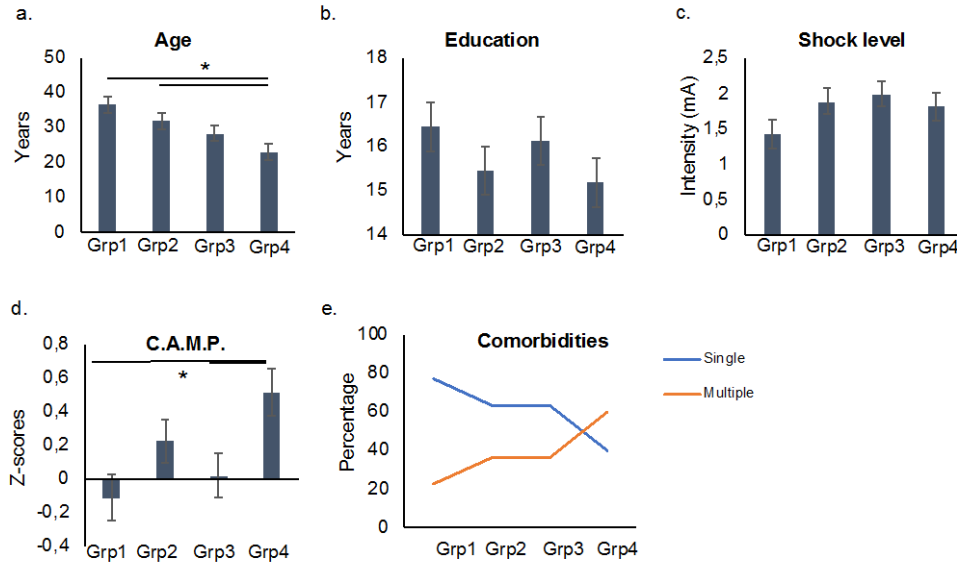 a.
Age
*
50
40
30
20
10
0
Years
Grp1 Grp2 Grp3 Grp4
b.
Education
17
16
15
14
Years
Grp1 Grp2 Grp3 Grp4
c.
Shock level
2,5
2
1,5
1
0,5
0
Intensity (mA)
Grp1 Grp2 Grp3 Grp4
d.
C.A.M.P.
*
0,8
0,6
0,4
0,2
0
-0,2
-0,4
Z-scores
Grp1 Grp2 Grp3 Grp4
e.
Comorbidities
100
80
60
40
20
0
Percentage
Grp1 Grp2 Grp3 Grp4
Single
Multiple